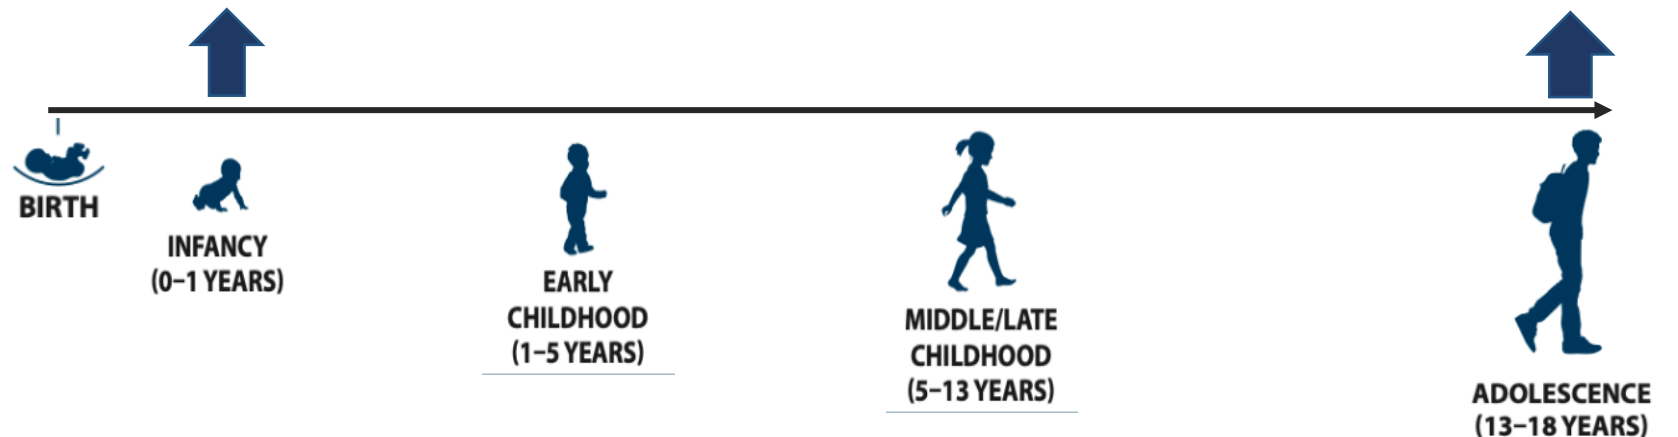 BIRTH
INFANCY
(0–1 YEARS)
EARLY
CHILDHOOD
(1–5 YEARS)
MIDDLE/LATE
CHILDHOOD
(5–13 YEARS)
ADOLESCENCE
(13–18 YEARS)